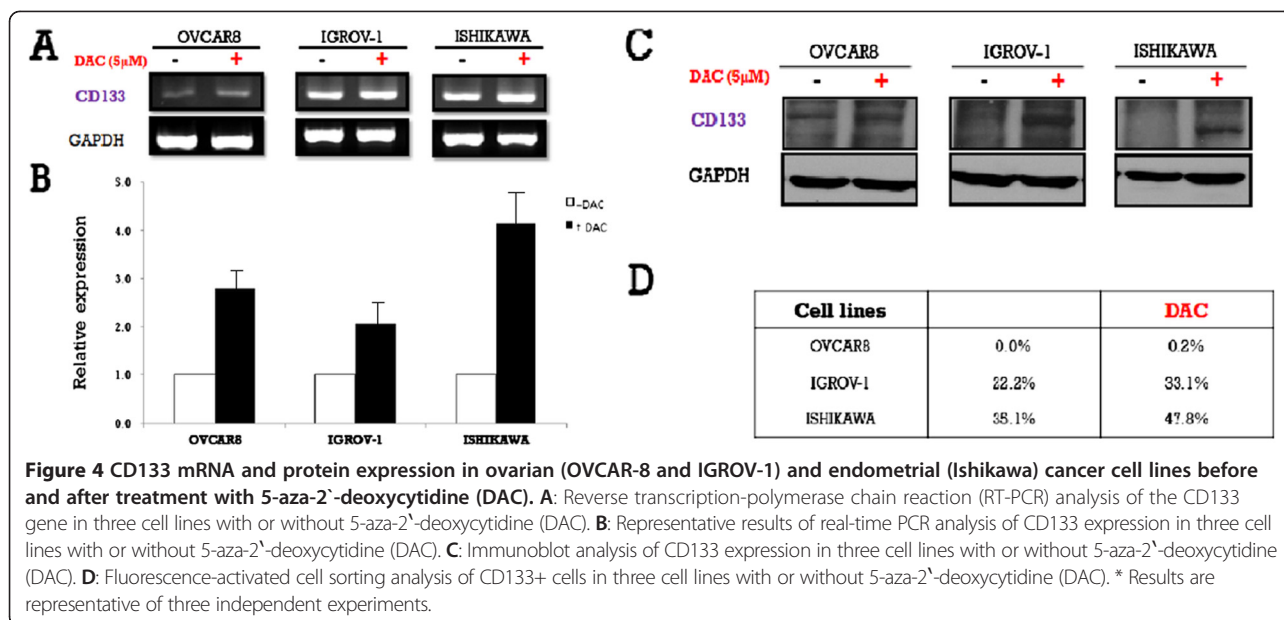 A
OVCAR8 IGROV-1 ISHIKAWA
DAC (5µM) - + - + - +
CD133
GAPDH
B
Relative expression
5.0
4.0
3.0
2.0
1.0
0.0
OVCAR8 IGROV-1 ISHIKAWA
-DAC
† DAC
C
OVCAR8 IGROV-1 ISHIKAWA
DAC (5µM) - + - + - +
CD133
GAPDH
D
Cell lines DAC
OVCAR8 0.0% 0.2%
IGROV-1 22.2% 33.1%
ISHIKAWA 35.1% 47.8%
Figure 4 CD133 mRNA and protein expression in ovarian (OVCAR-8 and IGROV-1) and endometrial (Ishikawa) cancer cell lines before
and after treatment with 5-aza-2`-deoxycytidine (DAC). A: Reverse transcription-polymerase chain reaction (RT-PCR) analysis of the CD133
gene in three cell lines with or without 5-aza-2`-deoxycytidine (DAC). B: Representative results of real-time PCR analysis of CD133 expression in three cell
lines with or without 5-aza-2`-deoxycytidine (DAC). C: Immunoblot analysis of CD133 expression in three cell lines with or without 5-aza-2`-deoxycytidine
(DAC). D: Fluorescence-activated cell sorting analysis of CD133+ cells in three cell lines with or without 5-aza-2`-deoxycytidine (DAC). * Results are
representative of three independent experiments.